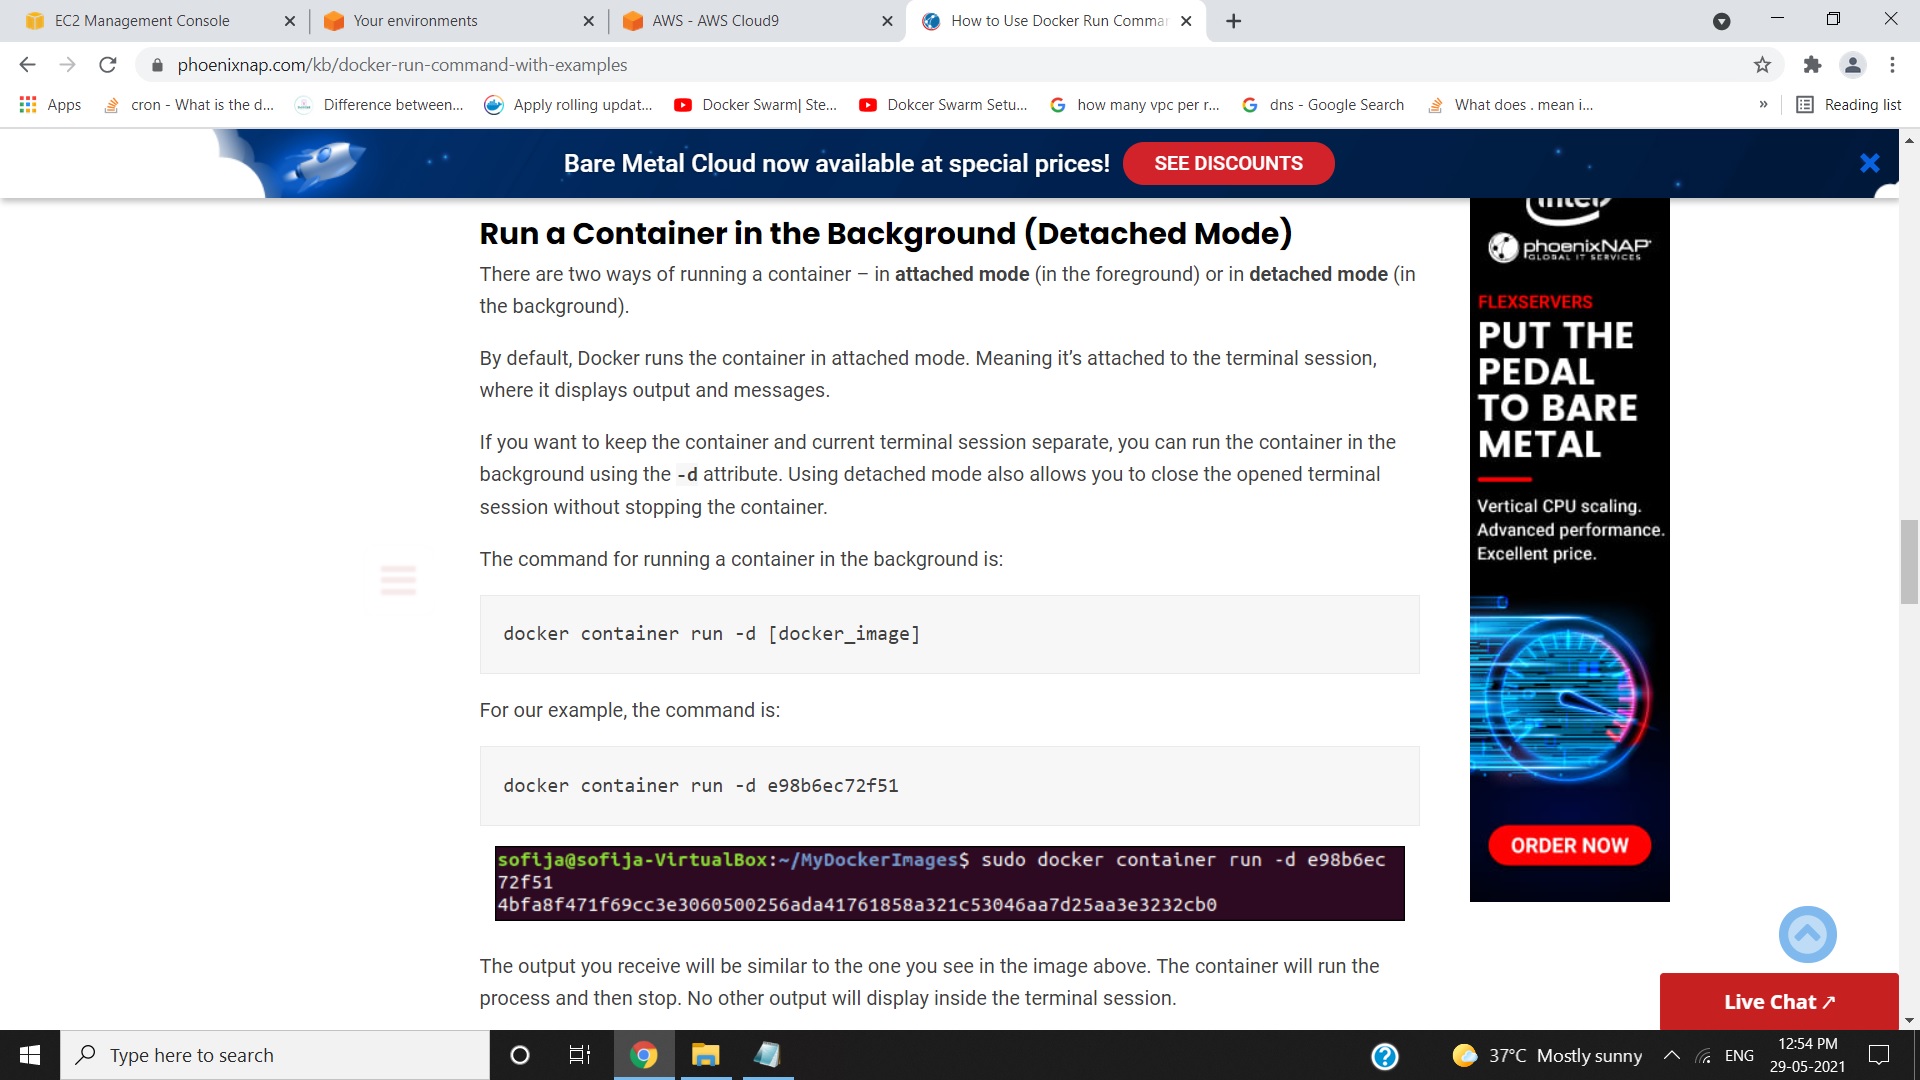 EC2 Management Console
Your environments
AWS - AWS Cloud9
How to Use Docker Run Comma
phoenixnap.com/kb/docker-run-command-with-examples
Apps
cron - What is the d...
Difference between...
Apply rolling updat...
Docker Swarm| Ste...
Dokcer Swarm Setu...
how many vpc per r...
dns - Google Search
What does . mean i...
»
Reading list
Bare Metal Cloud now available at special prices!
SEE DISCOUNTS
Run a Container in the Background (Detached Mode)
There are two ways of running a container – in attached mode (in the foreground) or in detached mode (in
the background).
By default, Docker runs the container in attached mode. Meaning it’s attached to the terminal session,
where it displays output and messages.
If you want to keep the container and current terminal session separate, you can run the container in the
background using the -d attribute. Using detached mode also allows you to close the opened terminal
session without stopping the container.
The command for running a container in the background is:
docker container run -d [docker_image]
For our example, the command is:
docker container run -d e98b6ec72f51
sofija@sofija-VirtualBox:~/MyDockerImages$ sudo docker container run -d e98b6ec
72f51
4bfa8f471f69cc3e3060500256ada41761858a321c53046aa7d25aa3e3232cb0
The output you receive will be similar to the one you see in the image above. The container will run the
process and then stop. No other output will display inside the terminal session.
intel
phoenixNAP
GLOBAL IT SERVICES
FLEXSERVERS
PUT THE
PEDAL
TO BARE
METAL
Vertical CPU scaling.
Advanced performance.
Excellent price.
ORDER NOW
Live Chat ↗
Type here to search
37°C Mostly sunny
ENG
12:54 PM
29-05-2021